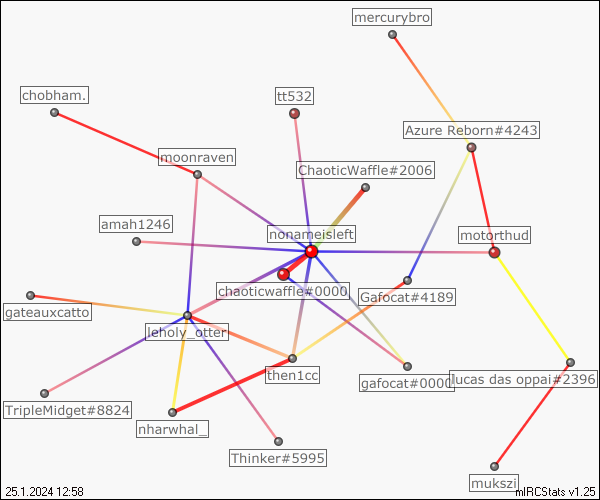 mercurybro
chobham.
tt532
Azure Reborn#4243
moonraven
ChaoticWaffle#2006
amah1246
nonameisleft
motorthud
chaoticwaffle#0000
Gafocat#4189
gateauxcatto
leholy_otter
then1cc
gafocat#0000
lucas das oppai#2396
TripleMidget#8824
nharwhal_
Thinker#5995
mukszi
25.1.2024 12:58
mIRCStats v1.25